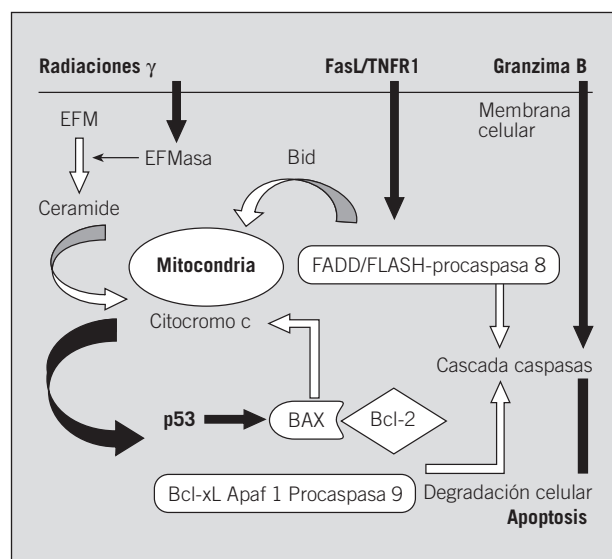 Radiaciones γ
FasL/TNFR1
Granzima B
EFM
Membrana
celular
EFMasa
Bid
Ceramide
Mitocondria
FADD/FLASH-procaspasa 8
Citocromo c
Cascada caspasas
p53
BAX
Bcl-2
Bcl-xL Apaf 1 Procaspasa 9
Degradación celular
Apoptosis